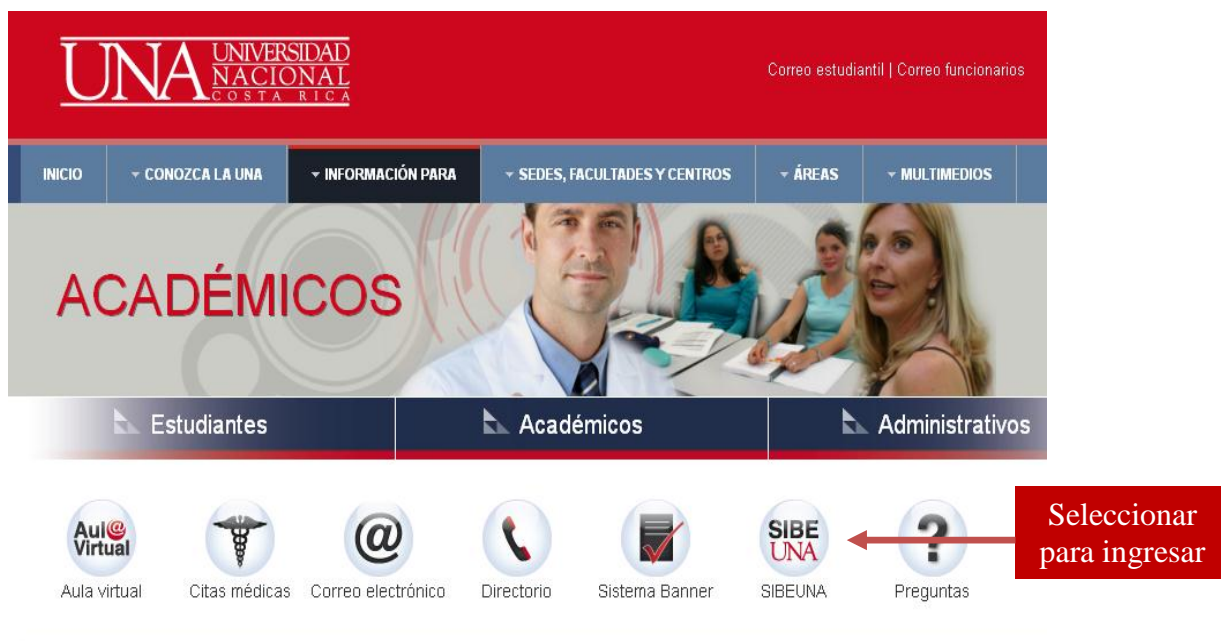 UNA UNIVERSIDAD
NACIONAL
COSTA RICA
Correo estudiantil | Correo funcionarios
INICIO CONOZCA LA UNA INFORMACIÓN PARA SEDES, FACULTADES Y CENTROS ÁREAS MULTIMEDIOS
ACADÉMICOS
Estudiantes Académicos Administrativos
Aul@
Virtual
@
SIBE
UNA
?
Seleccionar
para ingresar
Aula virtual Citas médicas Correo electrónico Directorio Sistema Banner SIBEUNA Preguntas